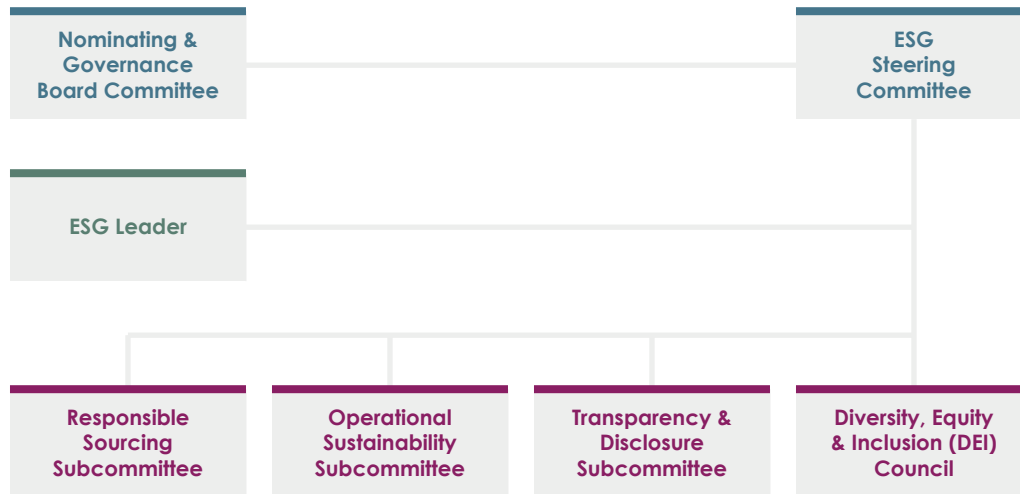 Nominating &
Governance
Board Committee
ESG
Steering
Committee
ESG Leader
Responsible
Sourcing
Subcommittee
Operational
Sustainability
Subcommittee
Transparency &
Disclosure
Subcommittee
Diversity, Equity
& Inclusion (DEI)
Council